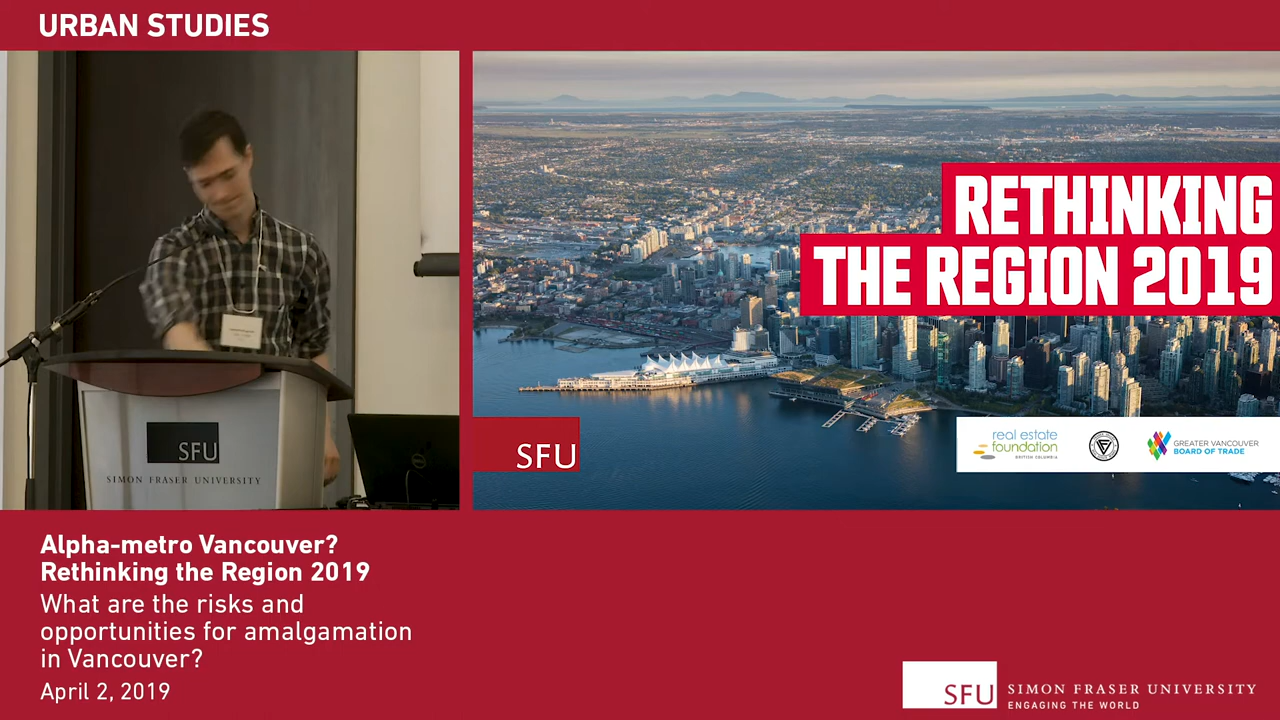 URBAN STUDIES
RETHINKING
THE REGION 2019
SFU
SIMON FRASER UNIVERSITY
SFU
real estate
foundation
BRITISH COLUMBIA
GREATER VANCOUVER
BOARD OF TRADE
Alpha-metro Vancouver?
Rethinking the Region 2019
What are the risks and
opportunities for amalgamation
in Vancouver?
April 2, 2019
SFU
SIMON FRASER UNIVERSITY
ENGAGING THE WORLD